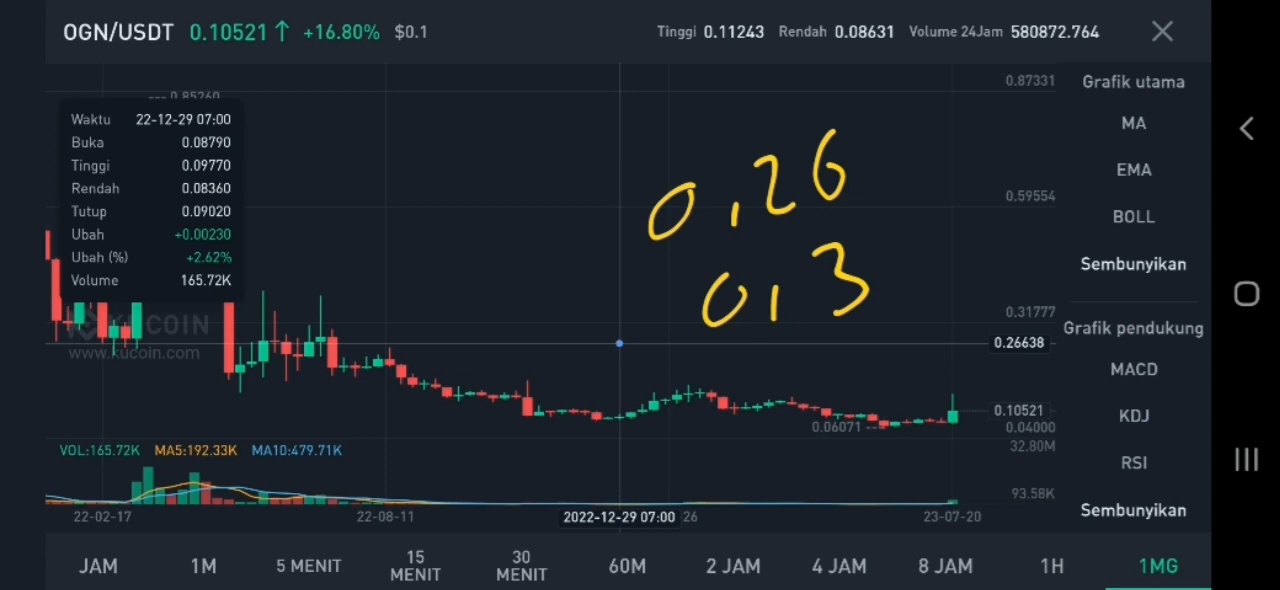 OGN/USDT 0.10521↑ +16.80% $0.1 Tinggi 0.11243 Rendah 0.08631 Volume 24Jam 580872.764
0.87331 Grafik utama
--- 0.85260
Waktu 22-12-29 07:00
Buka 0.08790
Tinggi 0.09770
Rendah 0.08360
Tutup 0.09020
Ubah +0.00230
Ubah (%) +2.62%
Volume 165.72K
0,26
0,3
MA
EMA
0.59554
BOLL
Sembunyikan
0.31777
KUCOIN
www.kucoin.com
Grafik pendukung
0.26638
MACD
0.10521
0.06071 ---
0.04000
KDJ
32.80M
VOL:165.72K MA5:192.33K MA10:479.71K
RSI
93.58K
Sembunyikan
22-02-17 22-08-11 2022-12-29 07:00 26 23-07-20
JAM 1M 5 MENIT 15 MENIT 30 MENIT 60M 2 JAM 4 JAM 8 JAM 1H 1MG